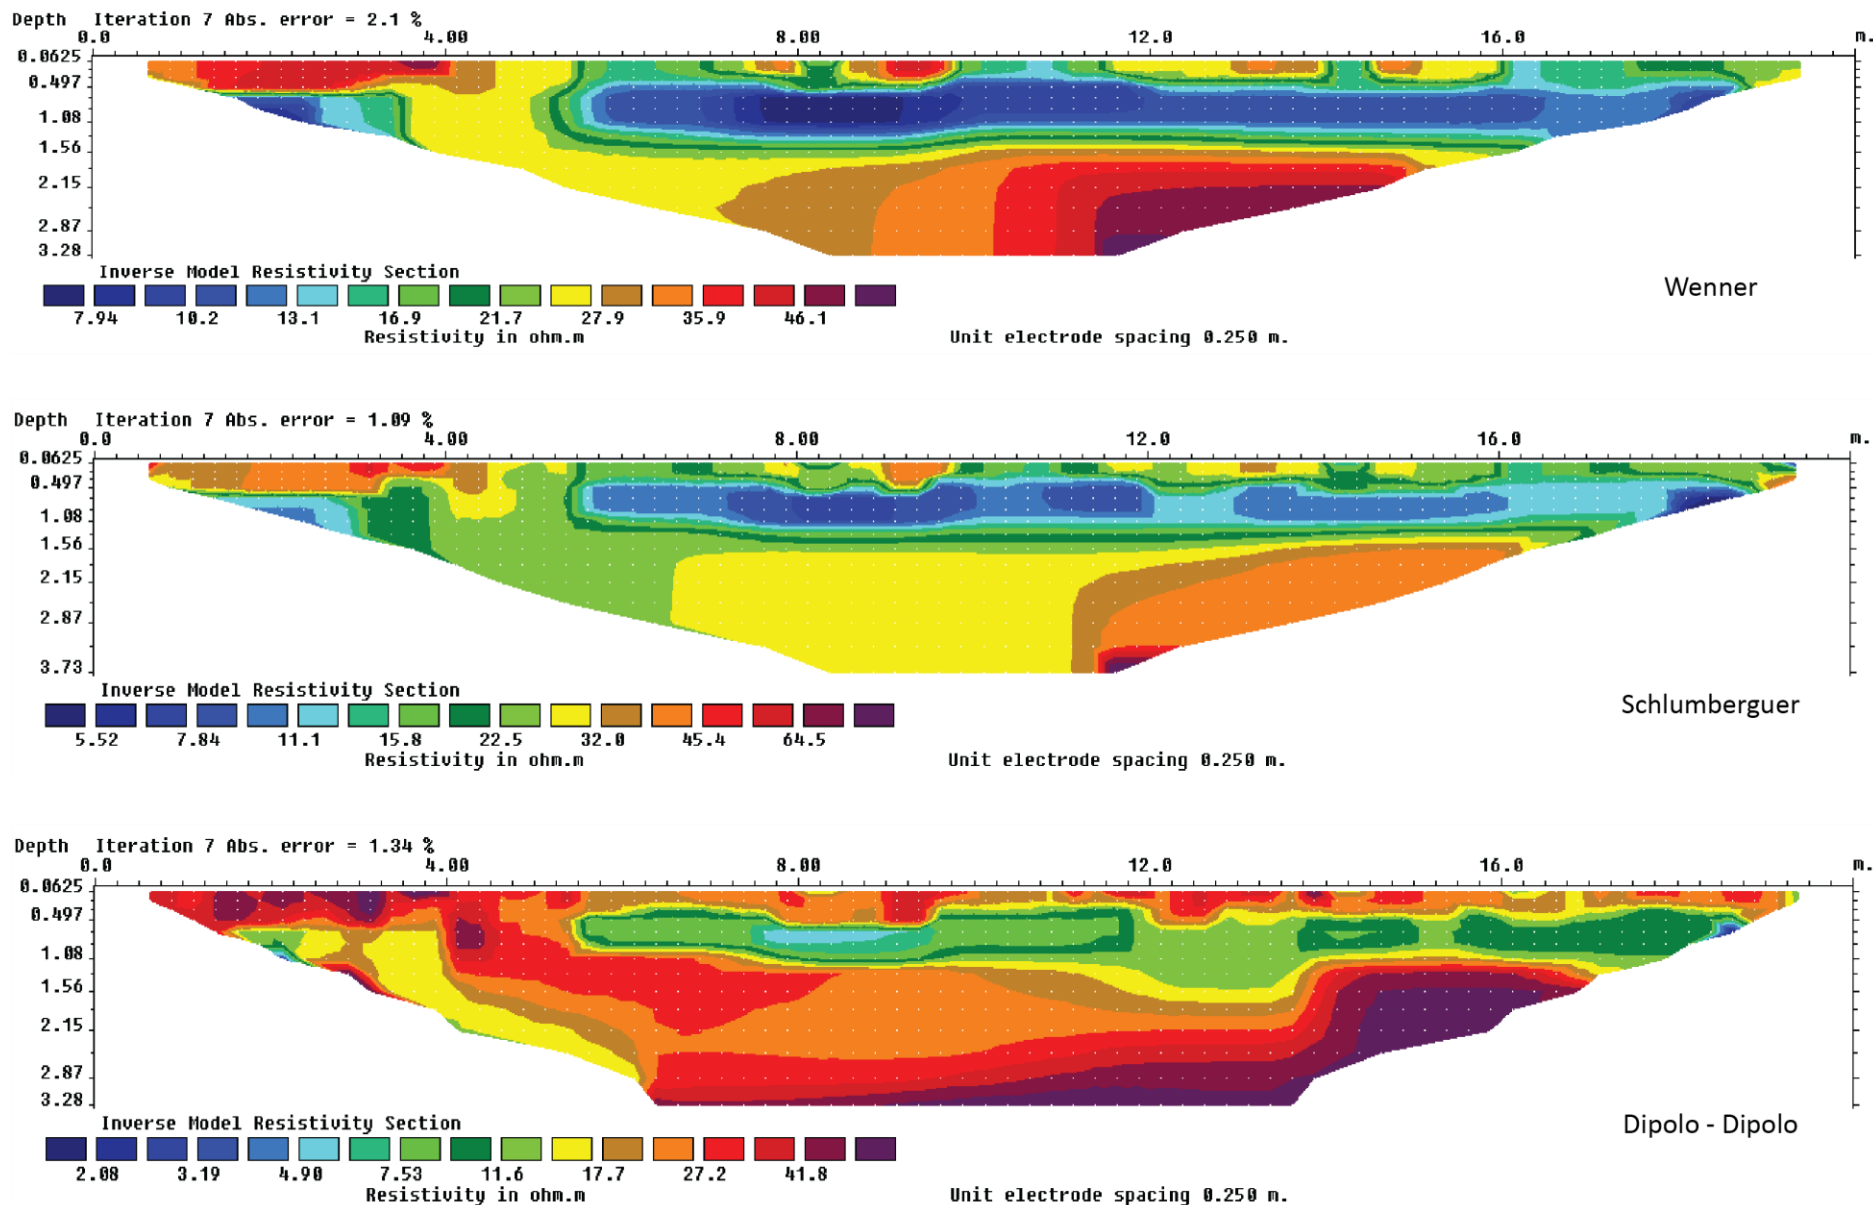 Depth Iteration 7 Abs. error = 2.1 %
0.0 4.00 8.00 12.0 16.0 m.
0.0625
0.497
1.08
1.56
2.15
2.87
3.28
Inverse Model Resistivity Section
Wenner
7.94 10.2 13.1 16.9 21.7 27.9 35.9 46.1
Resistivity in ohm.m Unit electrode spacing 0.250 m.
Depth Iteration 7 Abs. error = 1.09 %
0.0 4.00 8.00 12.0 16.0 m.
0.0625
0.497
1.08
1.56
2.15
2.87
3.73
Inverse Model Resistivity Section
Schlumberguer
5.52 7.84 11.1 15.8 22.5 32.0 45.4 64.5
Resistivity in ohm.m Unit electrode spacing 0.250 m.
Depth Iteration 7 Abs. error = 1.34 %
0.0 4.00 8.00 12.0 16.0 m.
0.0625
0.497
1.08
1.56
2.15
2.87
3.28
Inverse Model Resistivity Section
Dipolo - Dipolo
2.08 3.19 4.90 7.53 11.6 17.7 27.2 41.8
Resistivity in ohm.m Unit electrode spacing 0.250 m.